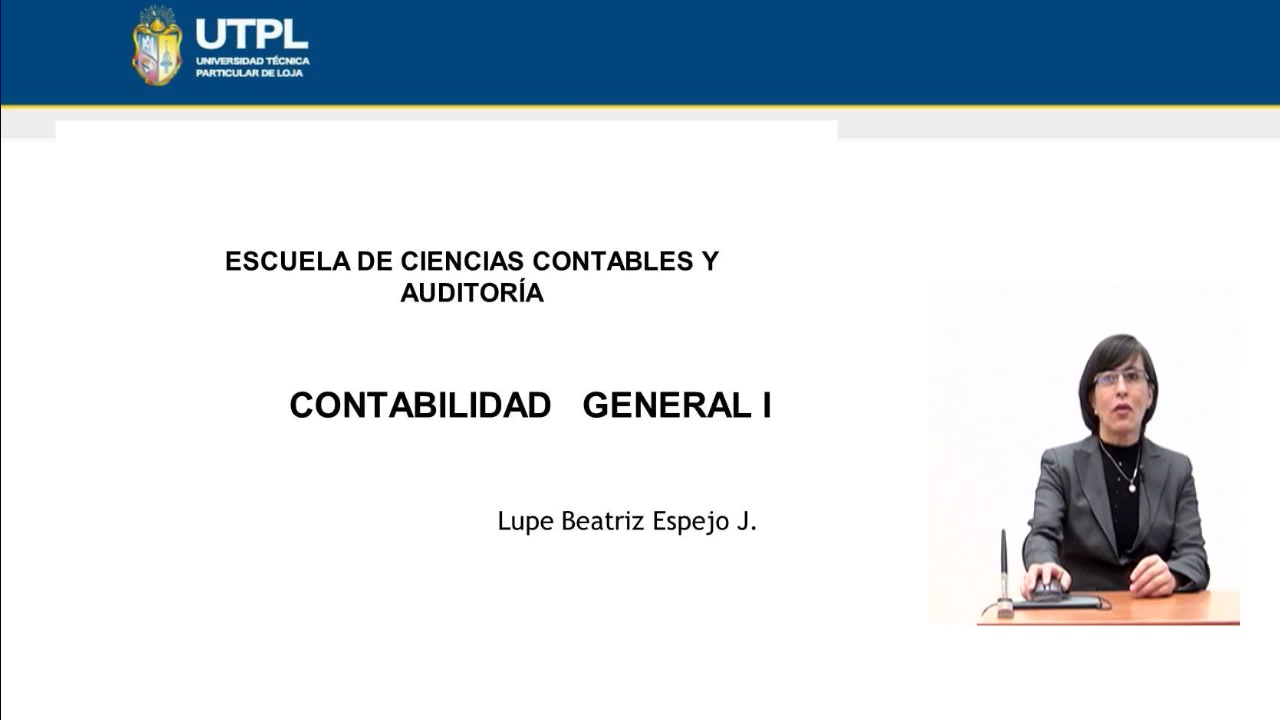 UTPL
UNIVERSIDAD TÉCNICA
PARTICULAR DE LOJA
ESCUELA DE CIENCIAS CONTABLES Y
AUDITORÍA
CONTABILIDAD GENERAL I
Lupe Beatriz Espejo J.